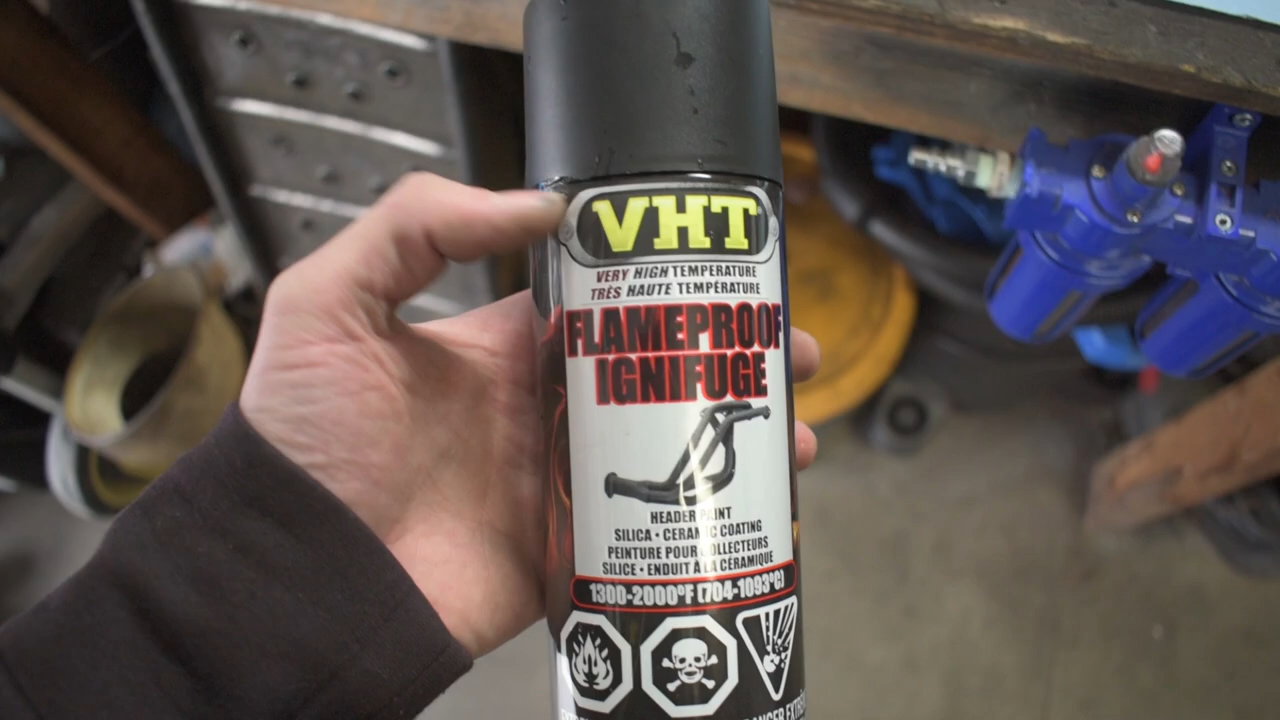 VHT
VERY HIGH TEMPERATURE
TRÈS HAUTE TEMPÉRATURE
FLAMEPROOF
IGNIFUGE
HEADER PAINT
SILICA • CERAMIC COATING
PEINTURE POUR COLLECTEURS
SILICE • ENDUIT À LA CÉRAMIQUE
1300-2000°F (704-1093°C)